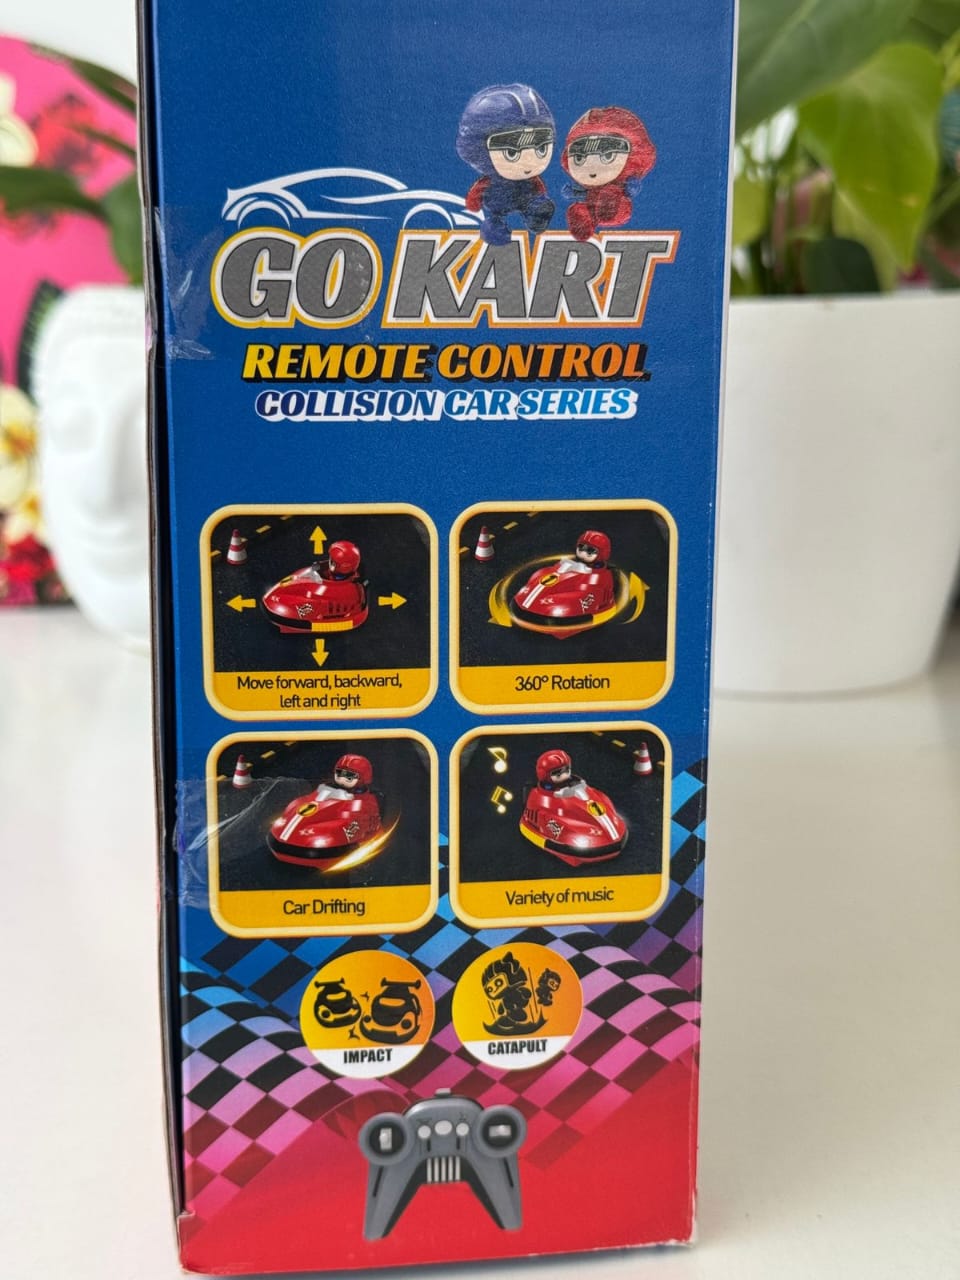 GO KART
REMOTE CONTROL
COLLISION CAR SERIES
Move forward, backward,
left and right
360° Rotation
Car Drifting
Variety of music
IMPACT
CATAPULT